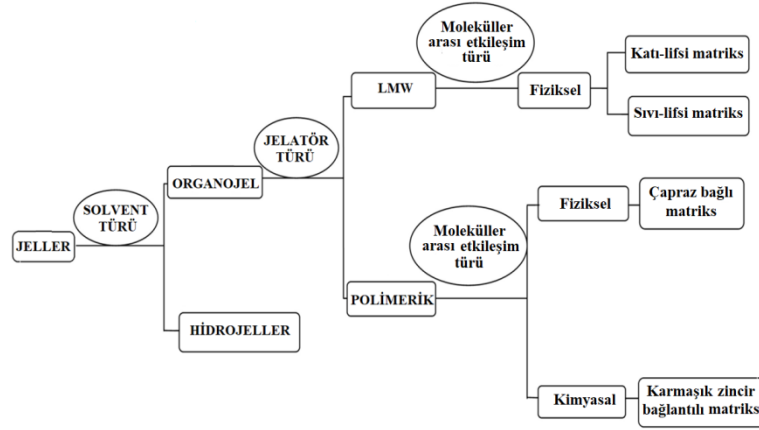 Moleküller
arası etkileşim
türü
Katı-lifsi matriks
LMW
Fiziksel
Sıvı-lifsi matriks
JELATÖR
TÜRÜ
ORGANOJEL
SOLVENT
TÜRÜ
JELLER
Fiziksel
Çapraz bağlı
matriks
Moleküller
arası etkileşim
türü
POLİMERİK
HİDROJELLER
Kimyasal
Karmaşık zincir
bağlantılı matriks